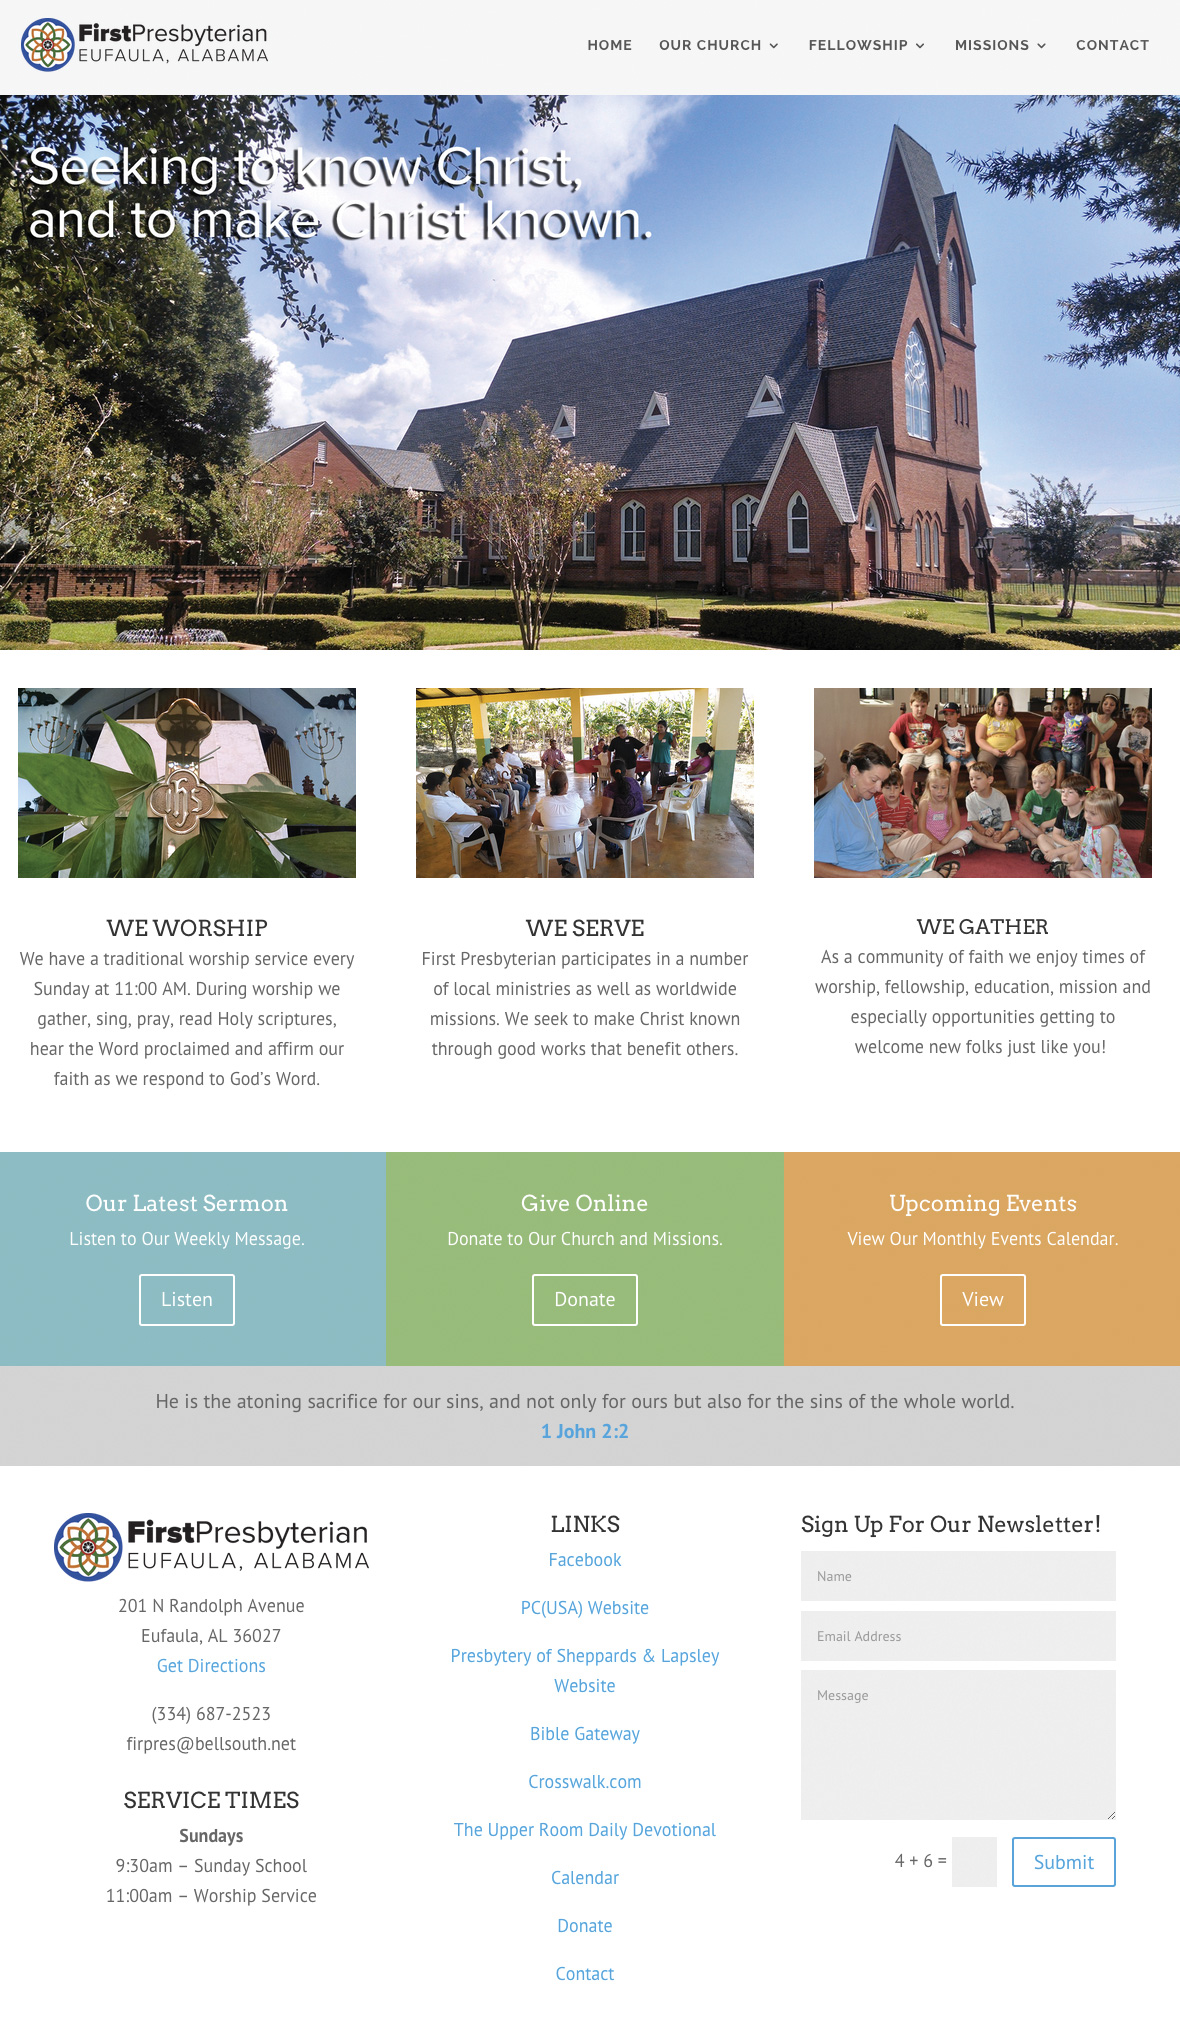 FirstPresbyterian
EUFAULA, ALABAMA
HOME
OUR CHURCH
FELLOWSHIP
MISSIONS
CONTACT
Seeking to know Christ,
and to make Christ known.
ihs
WE WORSHIP
We have a traditional worship service every
Sunday at 11:00 AM. During worship we
gather, sing, pray, read Holy scriptures,
hear the Word proclaimed and affirm our
faith as we respond to God's Word.
WE SERVE
First Presbyterian participates in a number
of local ministries as well as worldwide
missions. We seek to make Christ known
through good works that benefit others.
WE GATHER
As a community of faith we enjoy times of
worship, fellowship, education, mission and
especially opportunities getting to
welcome new folks just like you!
Our Latest Sermon
Listen to Our Weekly Message.
Listen
Give Online
Donate to Our Church and Missions.
Donate
Upcoming Events
View Our Monthly Events Calendar.
View
He is the atoning sacrifice for our sins, and not only for ours but also for the sins of the whole world.
1 John 2:2
FirstPresbyterian
EUFAULA, ALABAMA
201 N Randolph Avenue
Eufaula, AL 36027
Get Directions
(334) 687-2523
firpres@bellsouth.net
SERVICE TIMES
Sundays
9:30am – Sunday School
11:00am – Worship Service
LINKS
Facebook
PC(USA) Website
Presbytery of Sheppards & Lapsley
Website
Bible Gateway
Crosswalk.com
The Upper Room Daily Devotional
Calendar
Donate
Contact
Sign Up For Our Newsletter!
Name
Email Address
Message
4 + 6 =
Submit